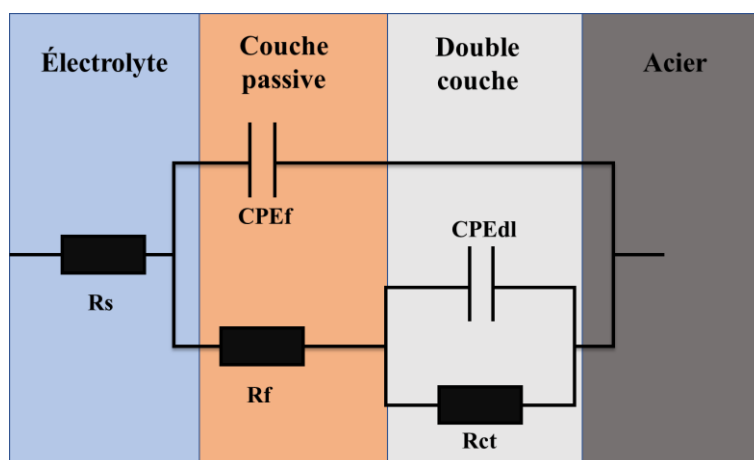 Électrolyte
Couche
passive
Double
couche
Acier
CPEf
CPEdl
Rs
Rf
Rct